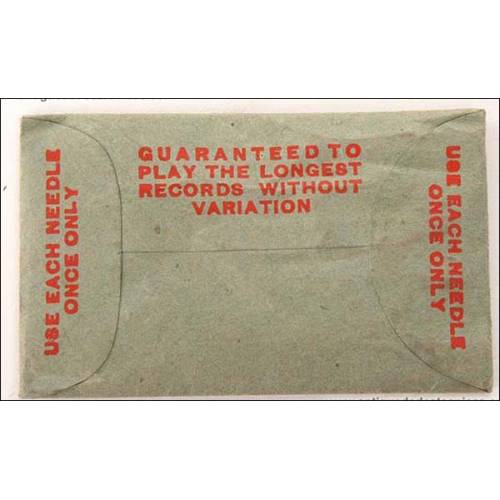 USE EACH NEEDLE
ONCE ONLY
GUARANTEED TO
PLAY THE LONGEST
RECORDS WITHOUT
VARIATION
USE EACH NEEDLE
ONCE ONLY